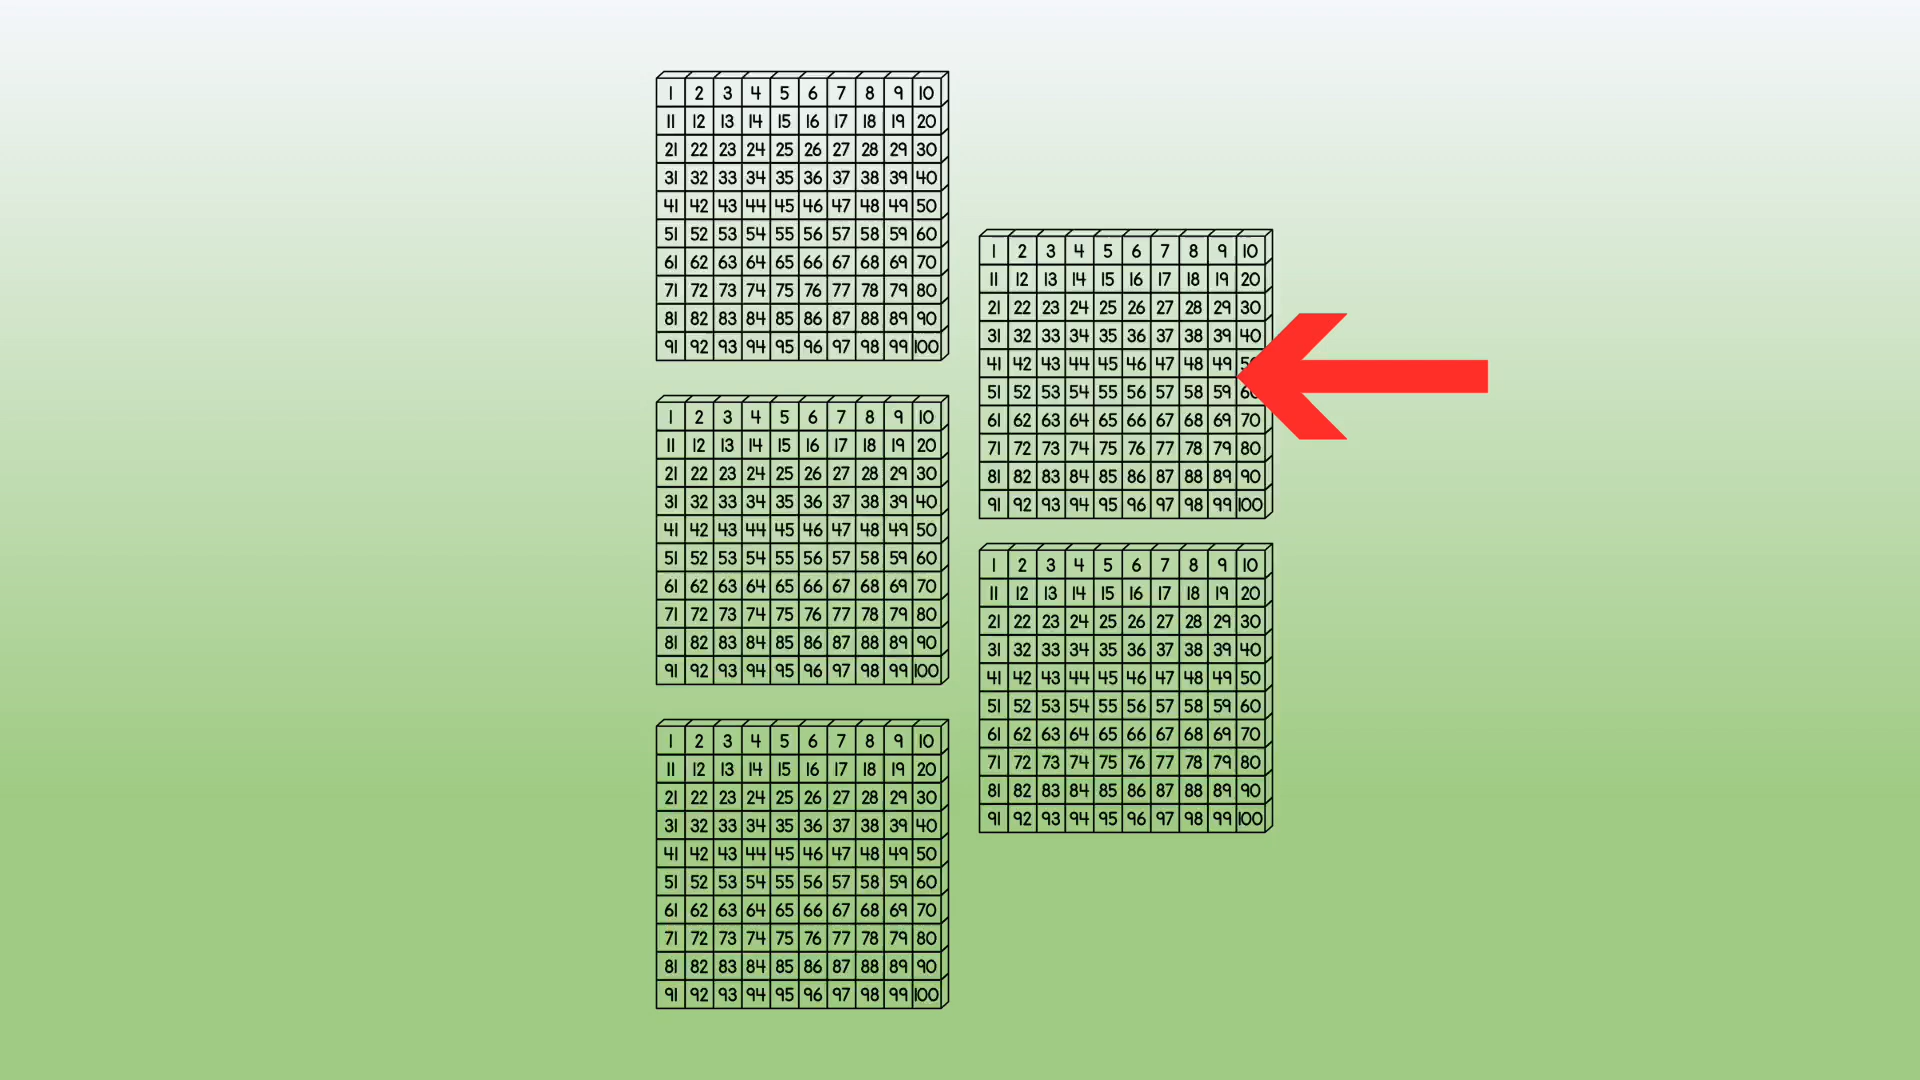 1 2 3 4 5 6 7 8 9 10
11 12 13 14 15 16 17 18 19 20
21 22 23 24 25 26 27 28 29 30
31 32 33 34 35 36 37 38 39 40
41 42 43 44 45 46 47 48 49 50
51 52 53 54 55 56 57 58 59 60
61 62 63 64 65 66 67 68 69 70
71 72 73 74 75 76 77 78 79 80
81 82 83 84 85 86 87 88 89 90
91 92 93 94 95 96 97 98 99 100
1 2 3 4 5 6 7 8 9 10
11 12 13 14 15 16 17 18 19 20
21 22 23 24 25 26 27 28 29 30
31 32 33 34 35 36 37 38 39 40
41 42 43 44 45 46 47 48 49 50
51 52 53 54 55 56 57 58 59 60
61 62 63 64 65 66 67 68 69 70
71 72 73 74 75 76 77 78 79 80
81 82 83 84 85 86 87 88 89 90
91 92 93 94 95 96 97 98 99 100
1 2 3 4 5 6 7 8 9 10
11 12 13 14 15 16 17 18 19 20
21 22 23 24 25 26 27 28 29 30
31 32 33 34 35 36 37 38 39 40
41 42 43 44 45 46 47 48 49 50
51 52 53 54 55 56 57 58 59 60
61 62 63 64 65 66 67 68 69 70
71 72 73 74 75 76 77 78 79 80
81 82 83 84 85 86 87 88 89 90
91 92 93 94 95 96 97 98 99 100
1 2 3 4 5 6 7 8 9 10
11 12 13 14 15 16 17 18 19 20
21 22 23 24 25 26 27 28 29 30
31 32 33 34 35 36 37 38 39 40
41 42 43 44 45 46 47 48 49
51 52 53 54 55 56 57 58 59
61 62 63 64 65 66 67 68 69 70
71 72 73 74 75 76 77 78 79 80
81 82 83 84 85 86 87 88 89 90
91 92 93 94 95 96 97 98 99 100
1 2 3 4 5 6 7 8 9 10
11 12 13 14 15 16 17 18 19 20
21 22 23 24 25 26 27 28 29 30
31 32 33 34 35 36 37 38 39 40
41 42 43 44 45 46 47 48 49 50
51 52 53 54 55 56 57 58 59 60
61 62 63 64 65 66 67 68 69 70
71 72 73 74 75 76 77 78 79 80
81 82 83 84 85 86 87 88 89 90
91 92 93 94 95 96 97 98 99 100